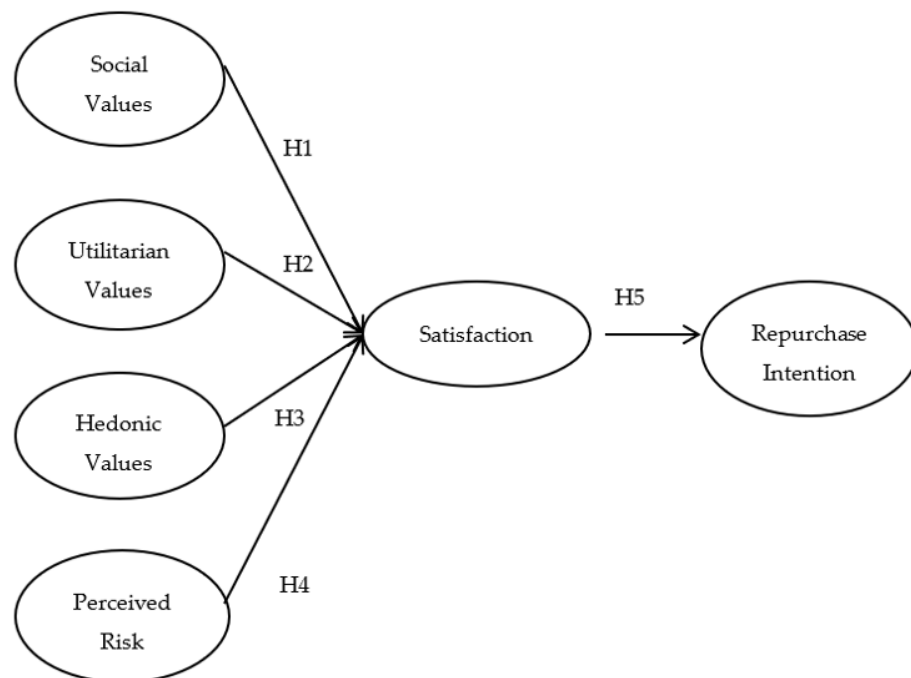 Social
Values
H1
Utilitarian
Values
H2
Hedonic
Values
H3
Perceived
Risk
H4
Satisfaction
H5
Repurchase
Intention